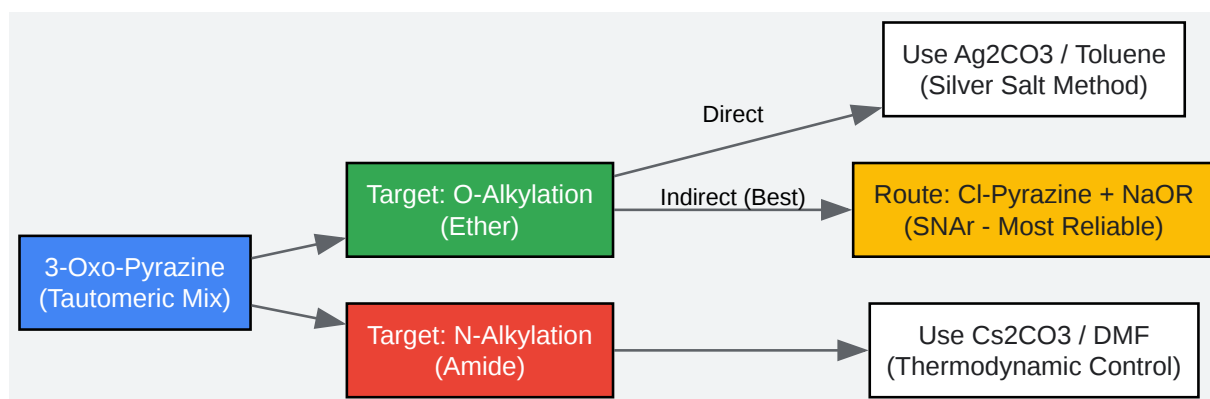 Use Ag2CO3 / Toluene
(Silver Salt Method)
Direct
Target: O-Alkylation
(Ether)
Indirect (Best)
Route: Cl-Pyrazine + NaOR
(SNAr - Most Reliable)
3-Oxo-Pyrazine
(Tautomeric Mix)
Target: N-Alkylation
(Amide)
Use Cs2CO3 / DMF
(Thermodynamic Control)